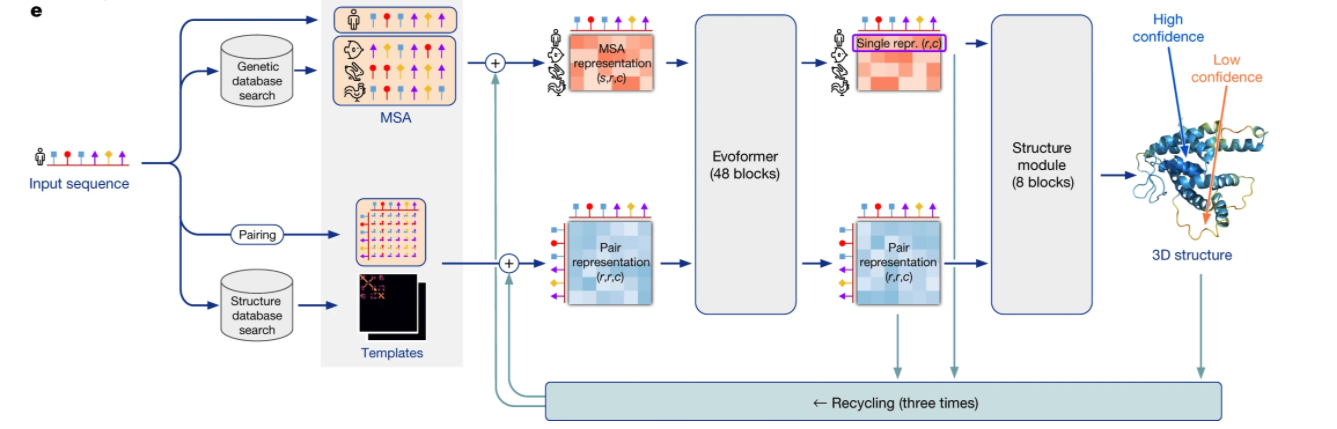 e
Input sequence
Genetic
database
search
Pairing
Structure
database
search
MSA
Templates
+
+
MSA
representation
(s,r,c)
Pair
representation
(r,r,c)
Evoformer
(48 blocks)
Single repr. (r,c)
Pair
representation
(r,r,c)
Structure
module
(8 blocks)
High
confidence
Low
confidence
3D structure
← Recycling (three times)